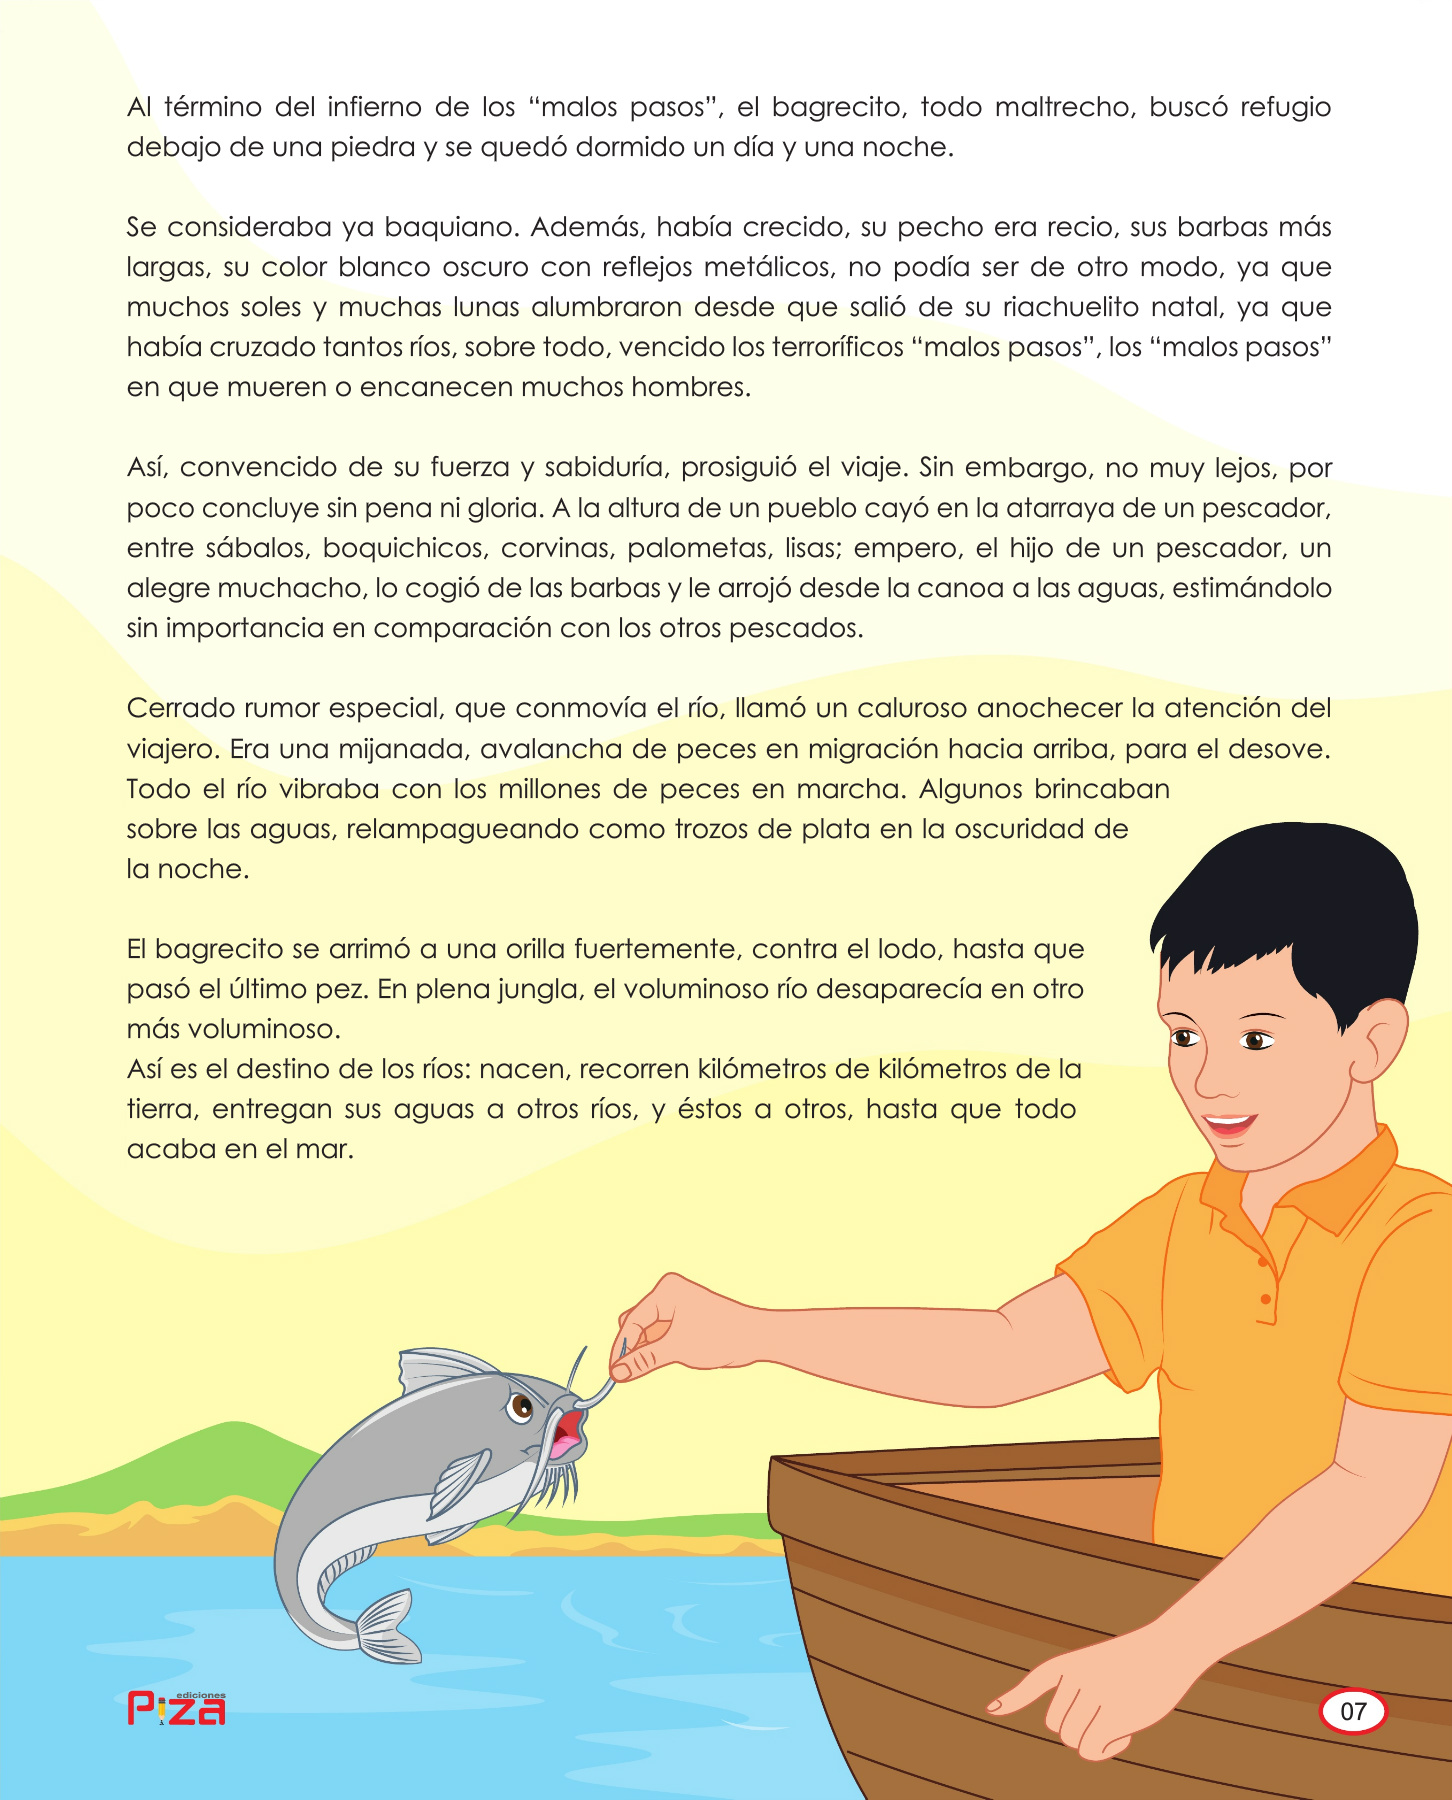 Al término del infierno de los “malos pasos”, el bagrecito, todo maltrecho, buscó refugio
debajo de una piedra y se quedó dormido un día y una noche.
Se consideraba ya baquiano. Además, había crecido, su pecho era recio, sus barbas más
largas, su color blanco oscuro con reflejos metálicos, no podía ser de otro modo, ya que
muchos soles y muchas lunas alumbraron desde que salió de su riachuelito natal, ya que
había cruzado tantos ríos, sobre todo, vencido los terroríficos “malos pasos”, los “malos pasos”
en que mueren o encanecen muchos hombres.
Así, convencido de su fuerza y sabiduría, prosiguió el viaje. Sin embargo, no muy lejos, por
poco concluye sin pena ni gloria. A la altura de un pueblo cayó en la atarraya de un pescador,
entre sábalos, boquichicos, corvinas, palometas, lisas; empero, el hijo de un pescador, un
alegre muchacho, lo cogió de las barbas y le arrojó desde la canoa a las aguas, estimándolo
sin importancia en comparación con los otros pescados.
Cerrado rumor especial, que conmovía el río, llamó un caluroso anochecer la atención del
viajero. Era una mijanada, avalancha de peces en migración hacia arriba, para el desove.
Todo el río vibraba con los millones de peces en marcha. Algunos brincaban
sobre las aguas, relampagueando como trozos de plata en la oscuridad de
la noche.
El bagrecito se arrimó a una orilla fuertemente, contra el lodo, hasta que
pasó el último pez. En plena jungla, el voluminoso río desaparecía en otro
más voluminoso.
Así es el destino de los ríos: nacen, recorren kilómetros de kilómetros de la
tierra, entregan sus aguas a otros ríos, y éstos a otros, hasta que todo
acaba en el mar.
ediciones
Piza
07